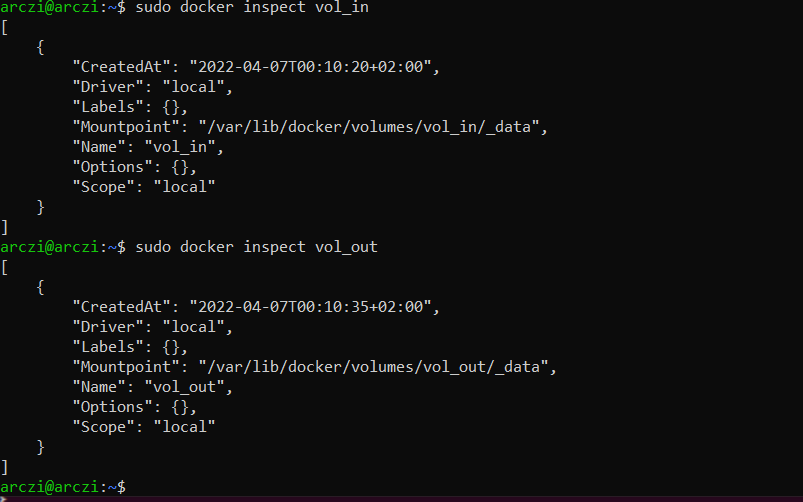 arczi@arczi:~$ sudo docker inspect vol_in
[
    {
        "CreatedAt": "2022-04-07T00:10:20+02:00",
        "Driver": "local",
        "Labels": {},
        "Mountpoint": "/var/lib/docker/volumes/vol_in/_data",
        "Name": "vol_in",
        "Options": {},
        "Scope": "local"
    }
]
arczi@arczi:~$ sudo docker inspect vol_out
[
    {
        "CreatedAt": "2022-04-07T00:10:35+02:00",
        "Driver": "local",
        "Labels": {},
        "Mountpoint": "/var/lib/docker/volumes/vol_out/_data",
        "Name": "vol_out",
        "Options": {},
        "Scope": "local"
    }
]
arczi@arczi:~$